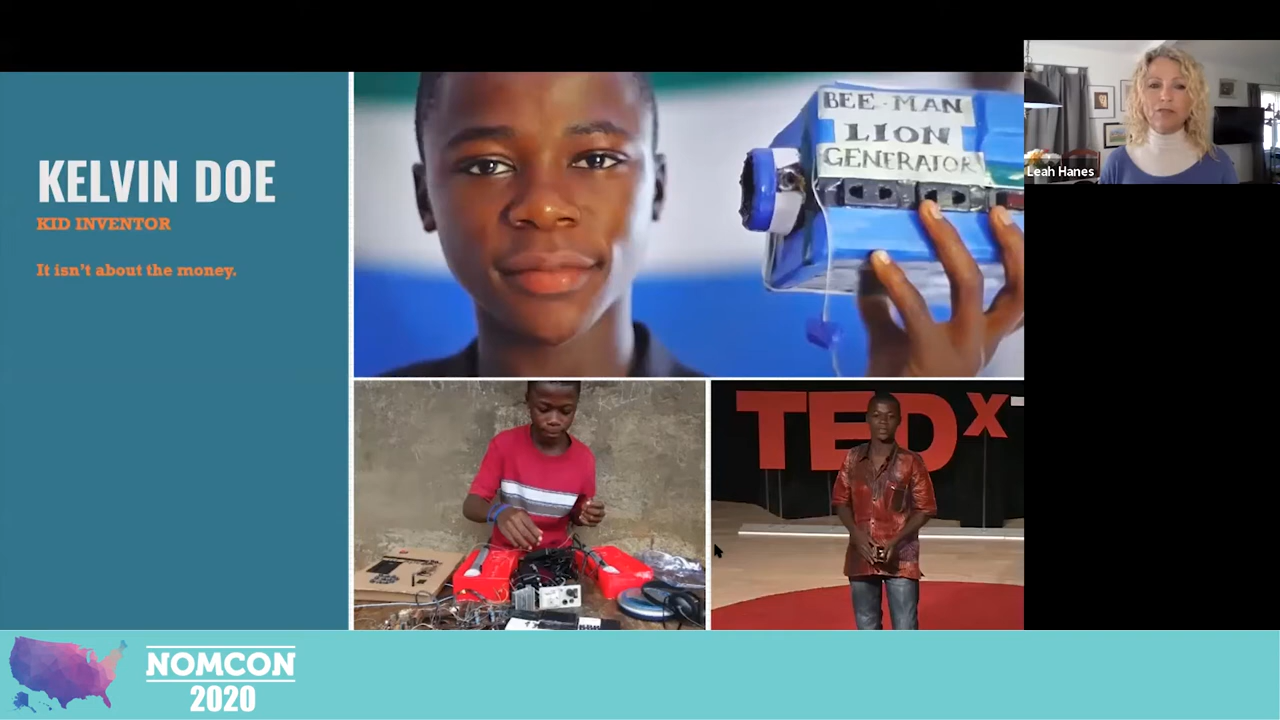 KELVIN DOE
KID INVENTOR
It isn't about the money.
BEE-MAN
LION
GENERATOR
TEDx
Leah Hanes
NOMCON
2020